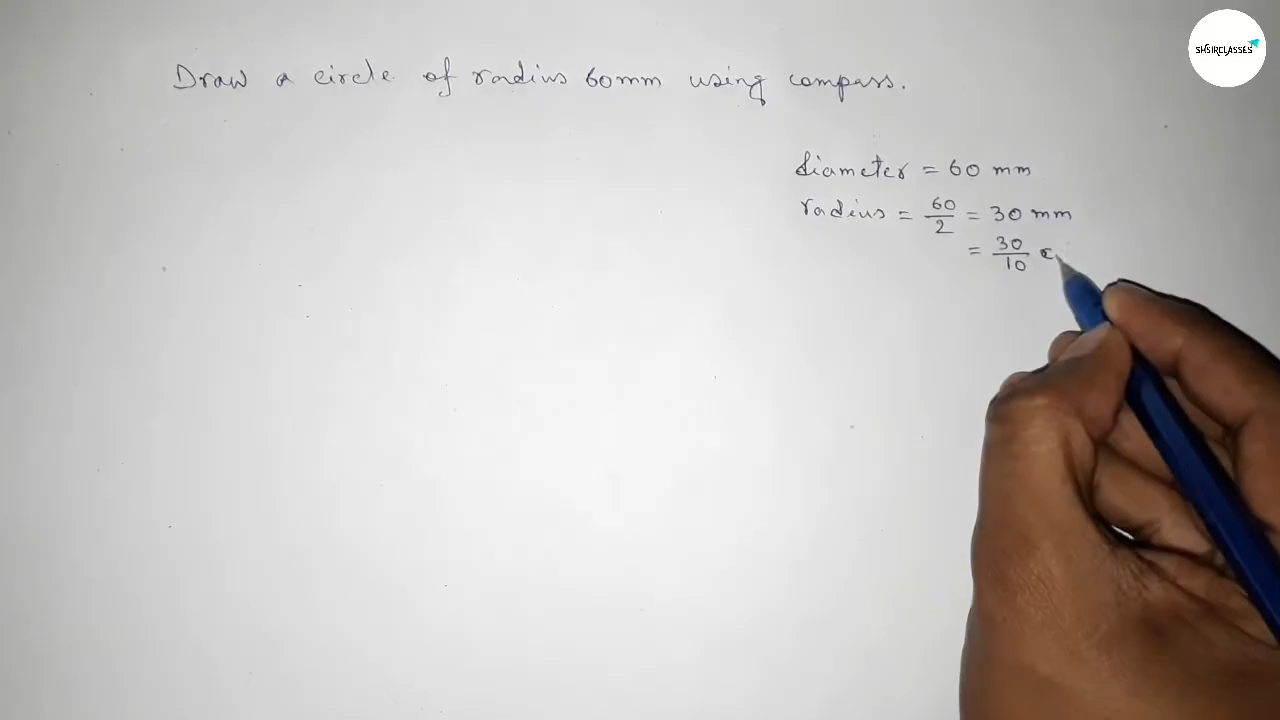 SHSIRCLASSES
Draw a circle of radius 60mm using compass.
diameter = 60 mm
radius = 60/2 = 30 mm
= 30/10 c